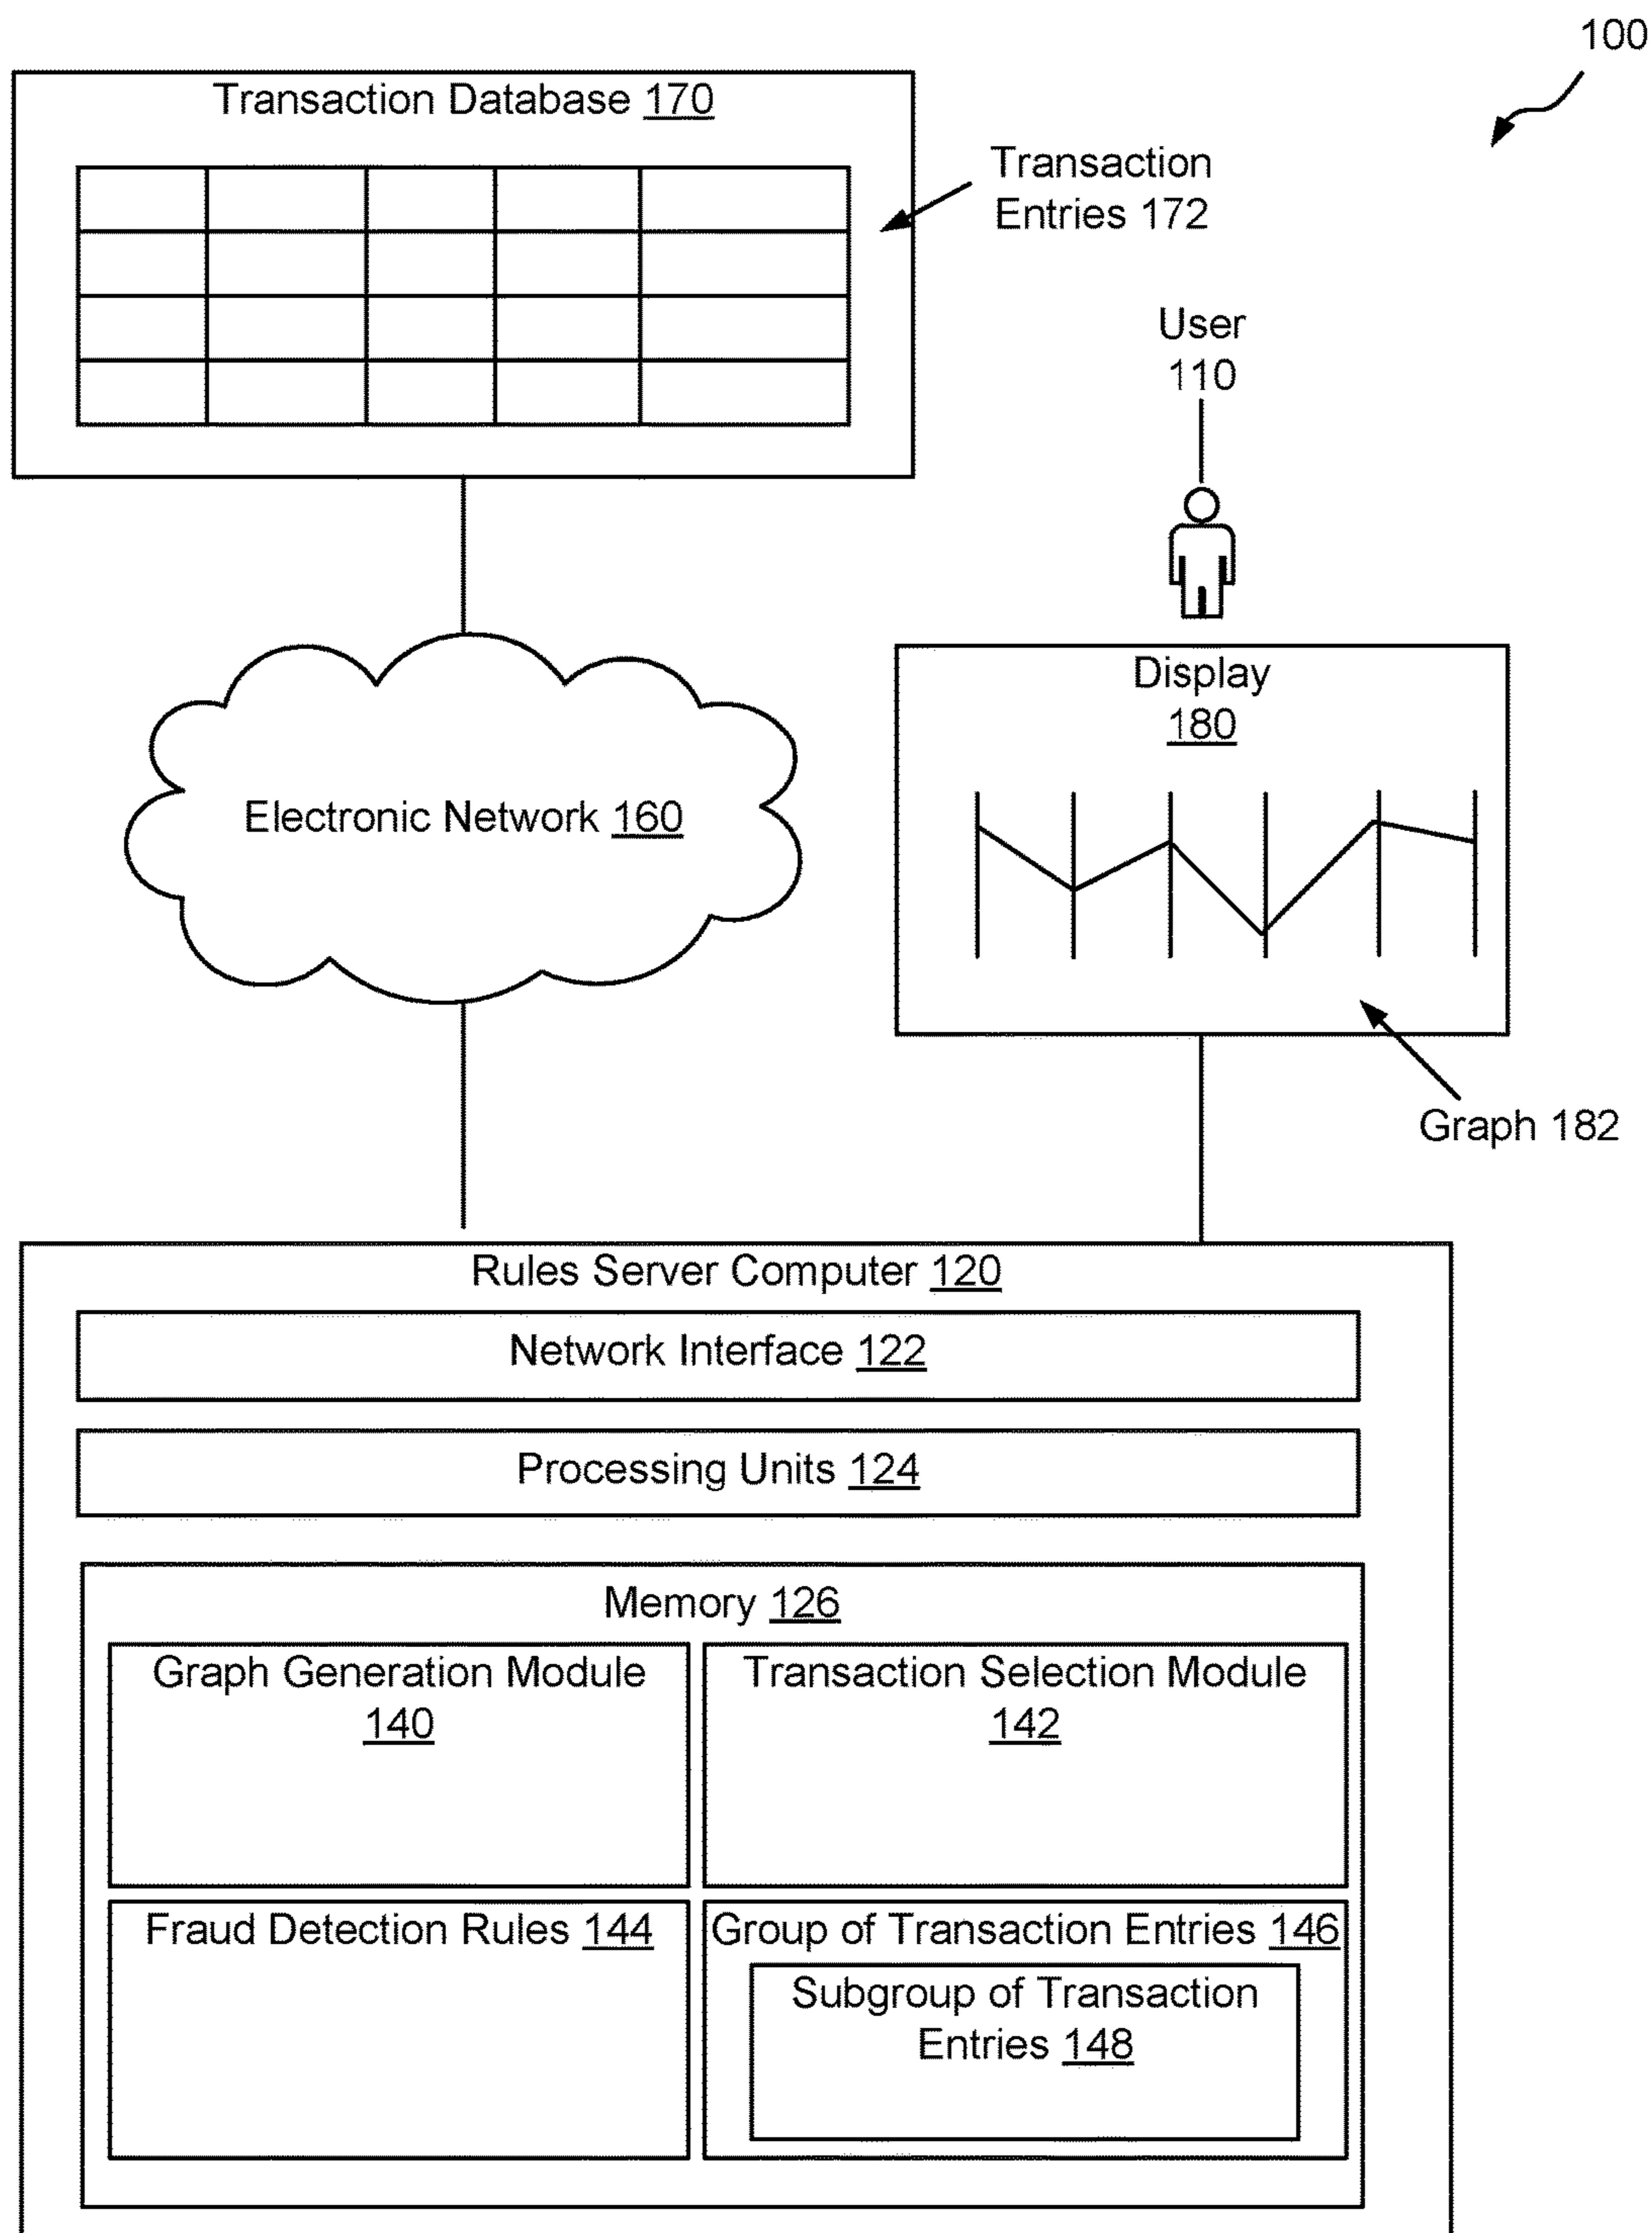 100
Transaction Database 170
Transaction
Entries 172
User
110
Display
180
Electronic Network 160
Graph 182
Rules Server Computer 120
Network Interface 122
Processing Units 124
Memory 126
Graph Generation Module
140
Transaction Selection Module
142
Fraud Detection Rules 144
Group of Transaction Entries 146
Subgroup of Transaction
Entries 148